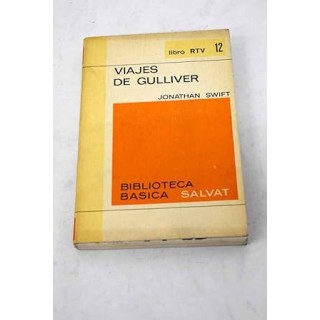 libro RTV 12
VIAJES
DE GULLIVER
JONATHAN SWIFT
BIBLIOTECA
BASICA SALVAT